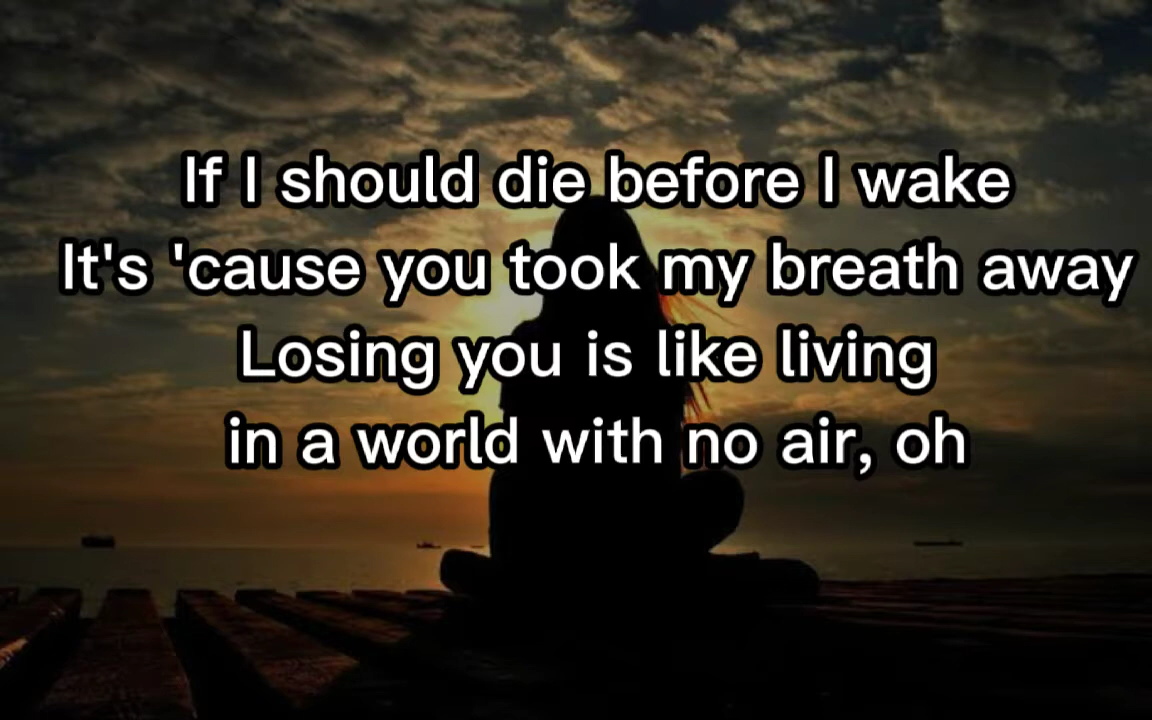 If I should die before I wake
It's 'cause you took my breath away
Losing you is like living
in a world with no air, oh